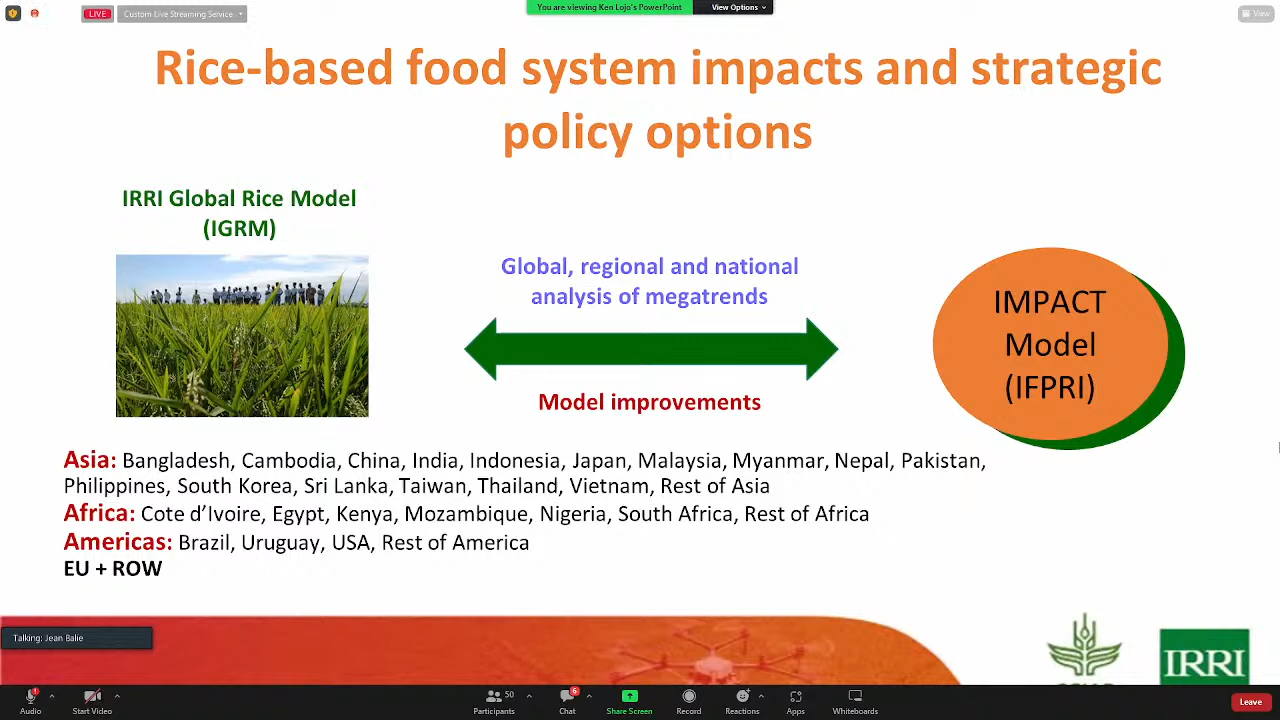 LIVE
Custom Live Streaming Service
You are viewing Ken Lojo's PowerPoint
View Options
View
Rice-based food system impacts and strategic
policy options
IRRI Global Rice Model
(IGRM)
Global, regional and national
analysis of megatrends
Model improvements
IMPACT
Model
(IFPRI)
Asia: Bangladesh, Cambodia, China, India, Indonesia, Japan, Malaysia, Myanmar, Nepal, Pakistan,
Philippines, South Korea, Sri Lanka, Taiwan, Thailand, Vietnam, Rest of Asia
Africa: Cote d’Ivoire, Egypt, Kenya, Mozambique, Nigeria, South Africa, Rest of Africa
Americas: Brazil, Uruguay, USA, Rest of America
EU + ROW
Talking: Jean Balie
IRRI
Audio
Start Video
50
Participants
6
Chat
Share Screen
Record
Reactions
Apps
Whiteboards
Leave